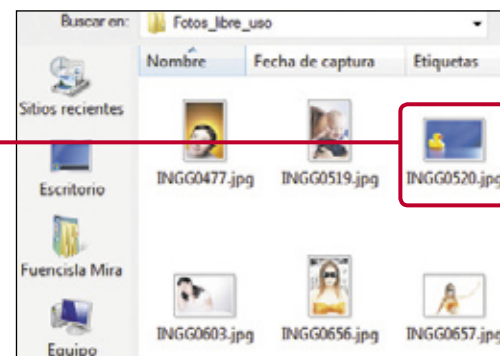 Buscar en: Fotos_libre_uso
Nombre Fecha de captura Etiquetas
Sitios recientes
INGG0477.jpg INGG0519.jpg INGG0520.jpg
Escritorio
Fuencisla Mira
INGG0603.jpg INGG0656.jpg INGG0657.jpg
Equipo